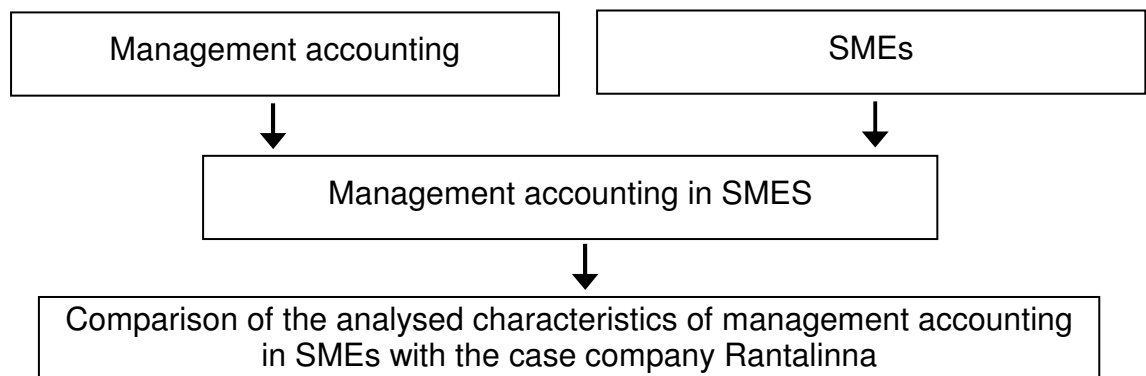 Management accounting
SMEs
Management accounting in SMES
Comparison of the analysed characteristics of management accounting
in SMEs with the case company Rantalinna